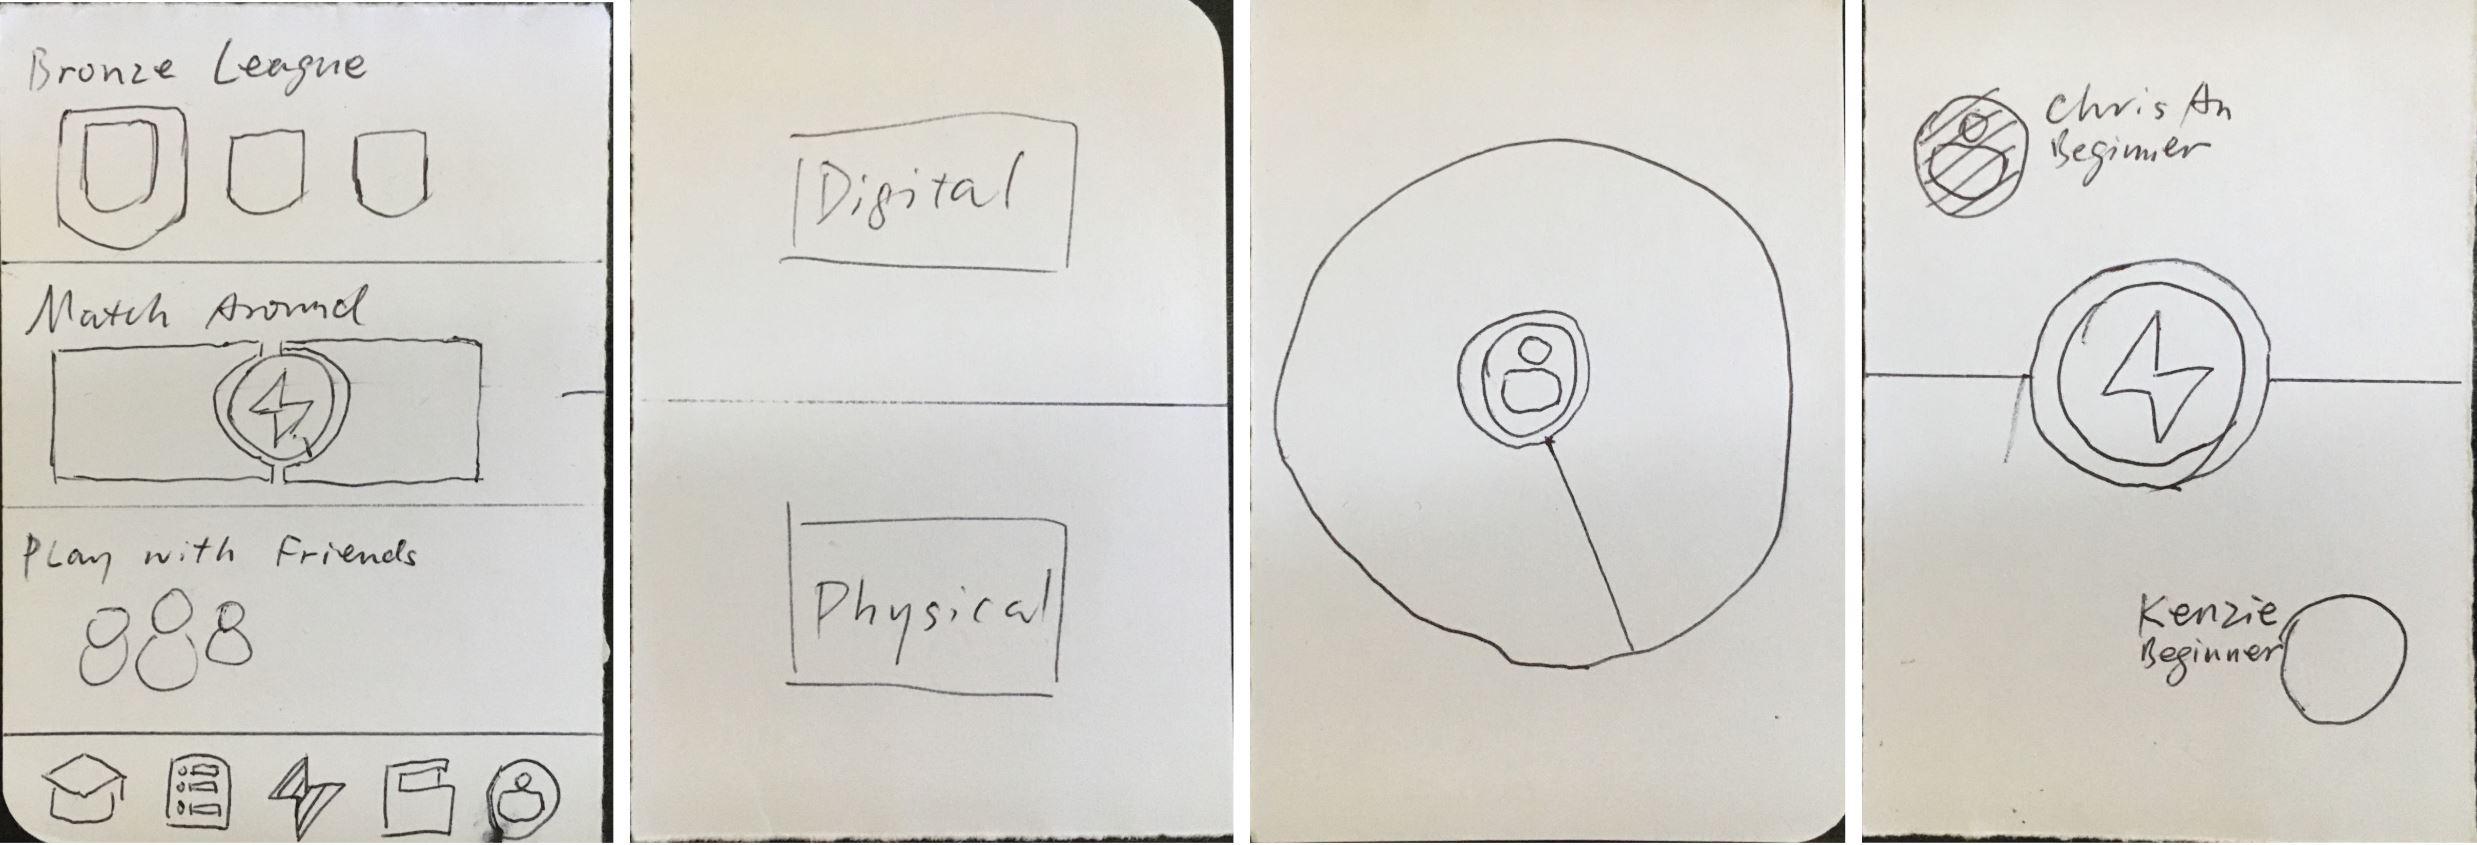 Bronze League
Match Around
Play with Friends
Digital
Physical
Chris An
Beginner
Kenzie
Beginner